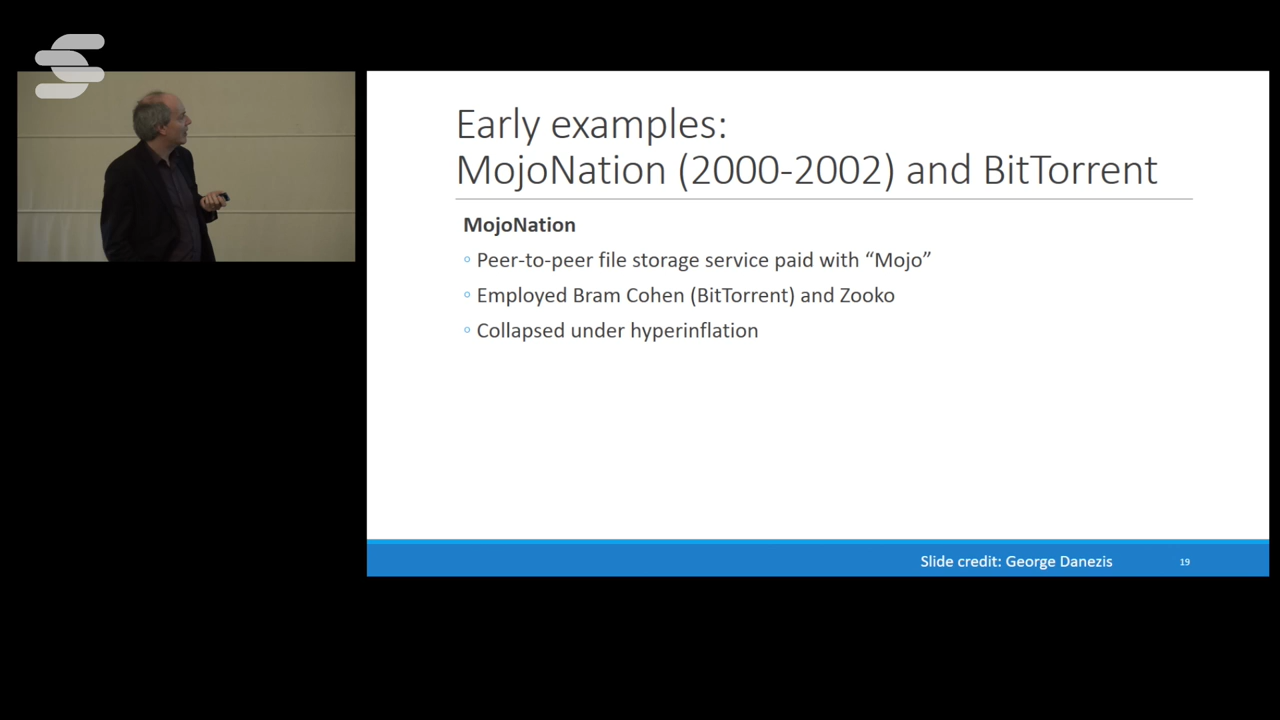 Early examples:
MojoNation (2000-2002) and BitTorrent
MojoNation
◦ Peer-to-peer file storage service paid with “Mojo”
◦ Employed Bram Cohen (BitTorrent) and Zooko
◦ Collapsed under hyperinflation
Slide credit: George Danezis
19